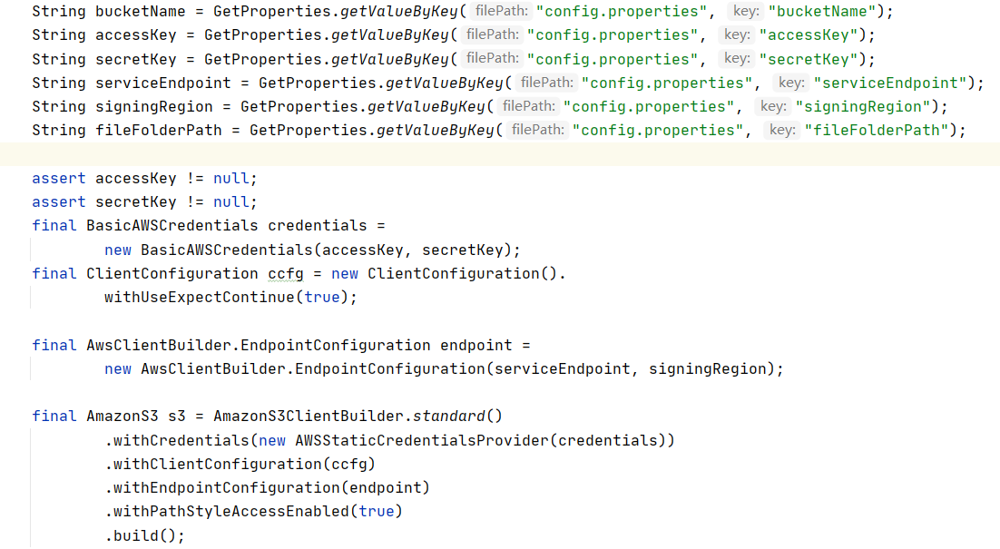 String bucketName = GetProperties.getValueByKey( filePath: "config.properties", key: "bucketName");
String accessKey = GetProperties.getValueByKey( filePath: "config.properties", key: "accessKey");
String secretKey = GetProperties.getValueByKey( filePath: "config.properties", key: "secretKey");
String serviceEndpoint = GetProperties.getValueByKey( filePath: "config.properties", key: "serviceEndpoint");
String signingRegion = GetProperties.getValueByKey( filePath: "config.properties", key: "signingRegion");
String fileFolderPath = GetProperties.getValueByKey( filePath: "config.properties", key: "fileFolderPath");
assert accessKey != null;
assert secretKey != null;
final BasicAWSCredentials credentials =
new BasicAWSCredentials(accessKey, secretKey);
final ClientConfiguration ccfg = new ClientConfiguration().
withUseExpectContinue(true);
final AwsClientBuilder.EndpointConfiguration endpoint =
new AwsClientBuilder.EndpointConfiguration(serviceEndpoint, signingRegion);
final AmazonS3 s3 = AmazonS3ClientBuilder.standard()
.withCredentials(new AWSStaticCredentialsProvider(credentials))
.withClientConfiguration(ccfg)
.withEndpointConfiguration(endpoint)
.withPathStyleAccessEnabled(true)
.build();